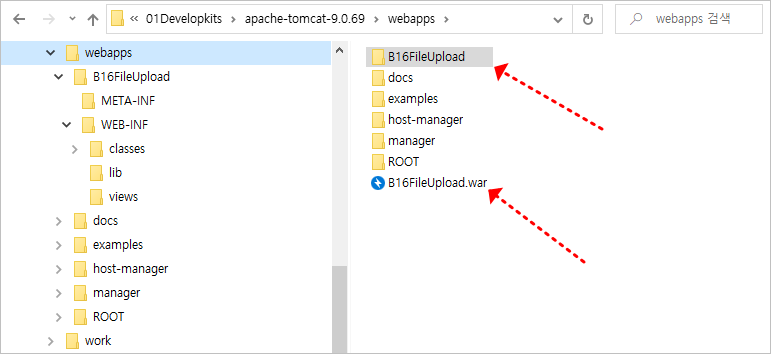 « 01Developkits > apache-tomcat-9.0.69 > webapps >
webapps 검색
webapps
B16FileUpload
META-INF
WEB-INF
classes
lib
views
docs
examples
host-manager
manager
ROOT
work
B16FileUpload
docs
examples
host-manager
manager
ROOT
B16FileUpload.war